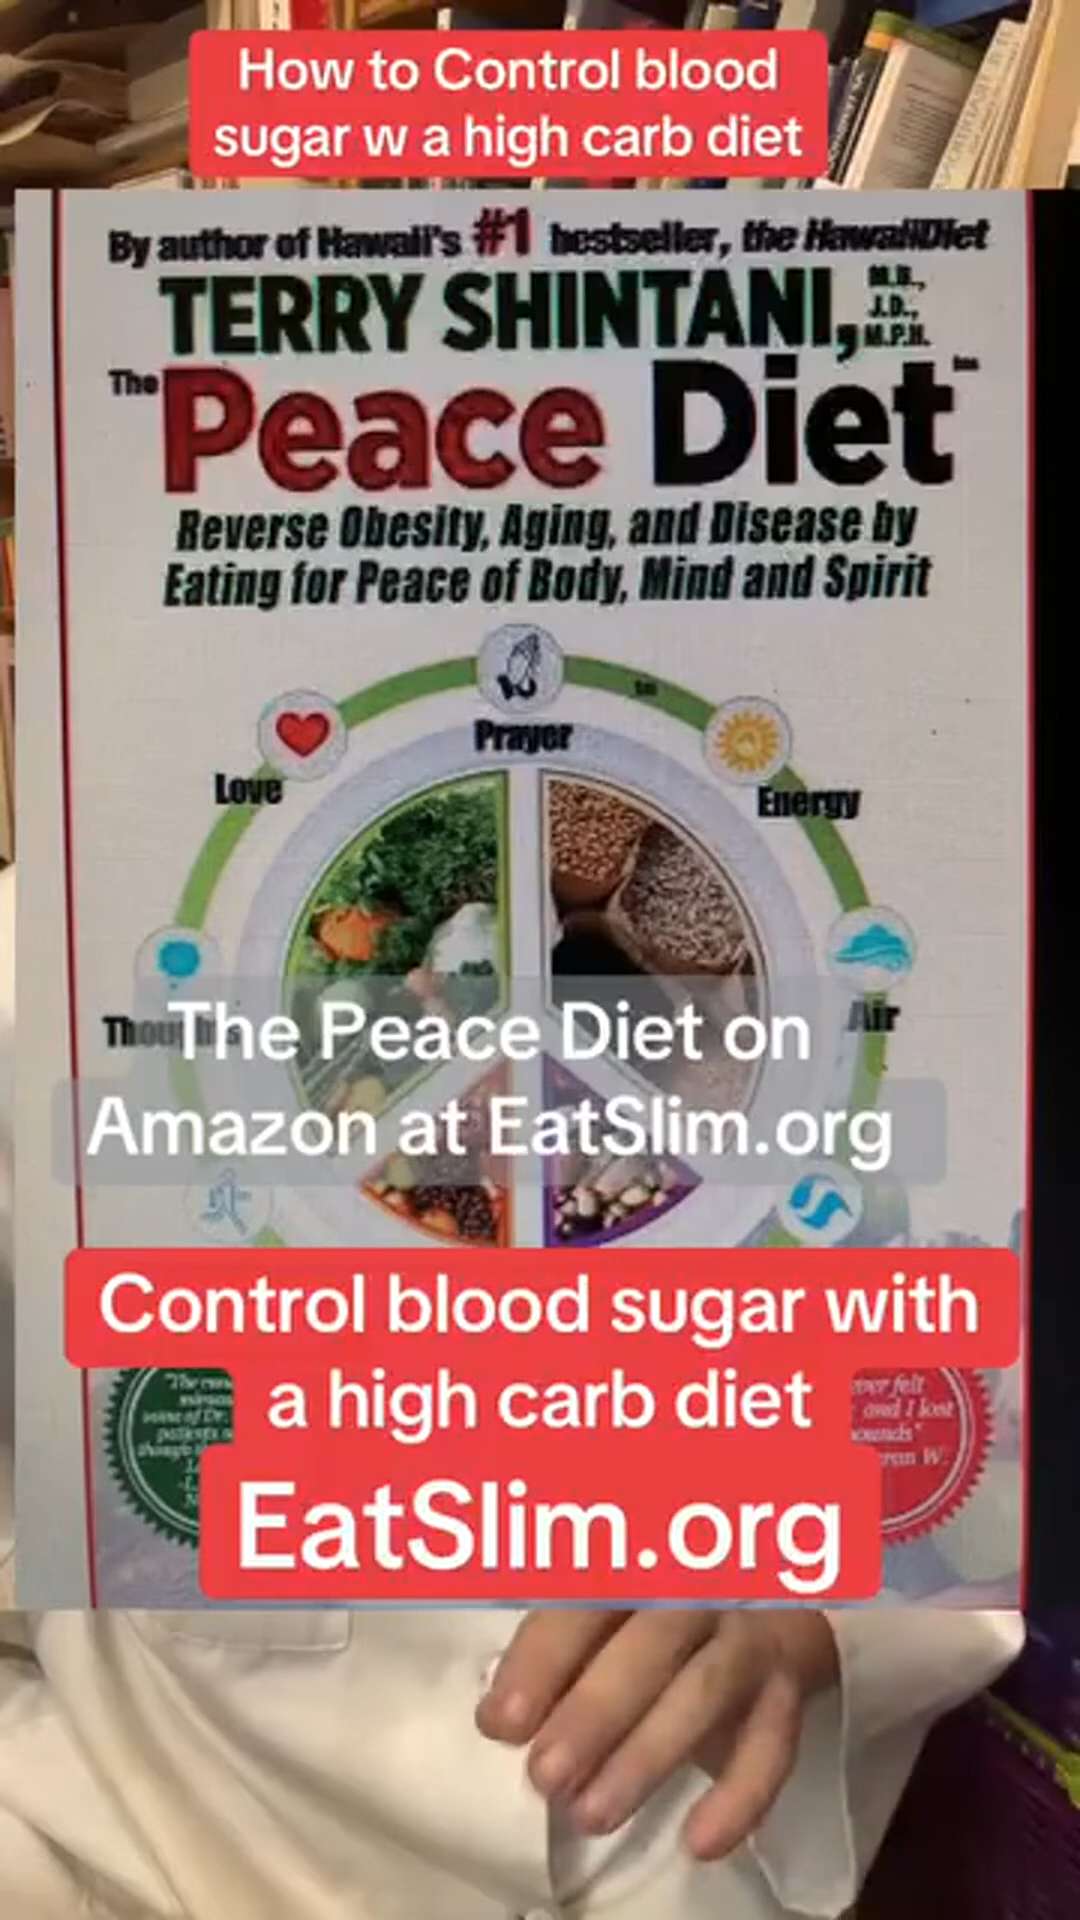 How to Control blood
sugar w a high carb diet
By author of Hawaii's #1 bestseller, the HawaiiDiet
TERRY SHINTANI, M.D.,
J.D.,
M.P.H.
The Peace Diet
Reverse Obesity, Aging, and Disease by
Eating for Peace of Body, Mind and Spirit
Prayer
Love
Energy
Air
The Peace Diet on
Amazon at EatSlim.org
Control blood sugar with
a high carb diet
EatSlim.org
and I lost